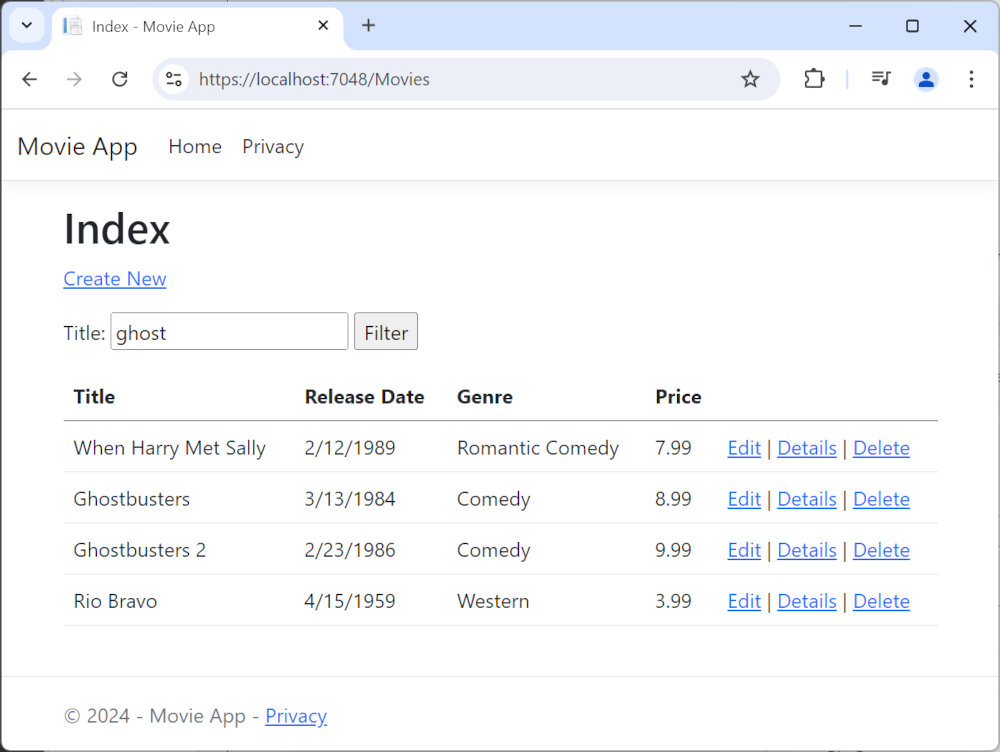 Index - Movie App
https://localhost:7048/Movies
Movie App Home Privacy
Index
Create New
Title: ghost Filter
Title Release Date Genre Price
When Harry Met Sally 2/12/1989 Romantic Comedy 7.99 Edit | Details | Delete
Ghostbusters 3/13/1984 Comedy 8.99 Edit | Details | Delete
Ghostbusters 2 2/23/1986 Comedy 9.99 Edit | Details | Delete
Rio Bravo 4/15/1959 Western 3.99 Edit | Details | Delete
© 2024 - Movie App - Privacy